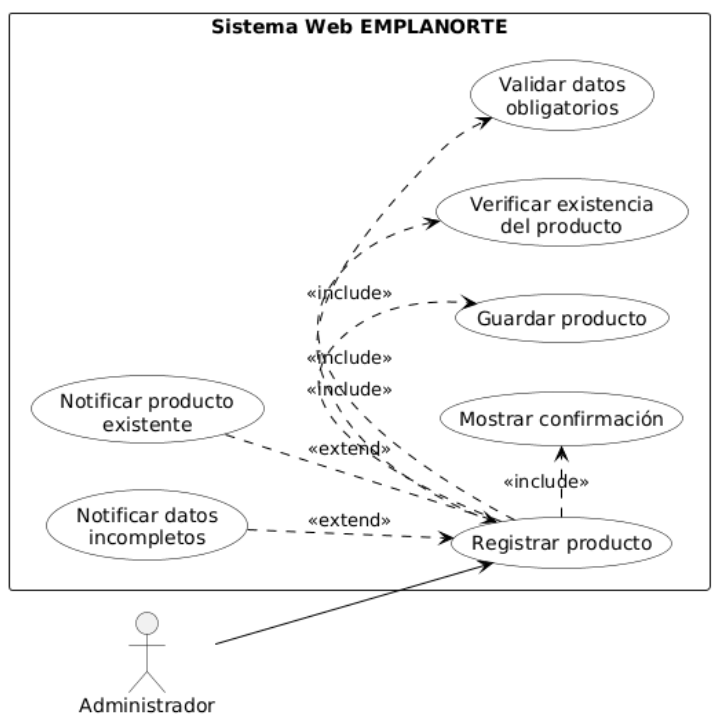 Sistema Web EMPLANORTE
Validar datos
obligatorios
Verificar existencia
del producto
«include»
Guardar producto
«include»
«include»
Notificar producto
existente
Mostrar confirmación
«extend»
«include»
Notificar datos
incompletos
«extend»
Registrar producto
Administrador